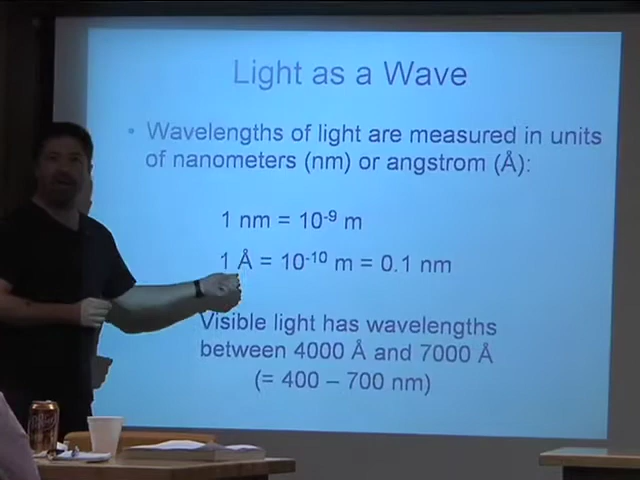 Light as a Wave
• Wavelengths of light are measured in units
of nanometers (nm) or angstrom (Å):
1 nm = 10⁻⁹ m
1 Å = 10⁻¹⁰ m = 0.1 nm
Visible light has wavelengths
between 4000 Å and 7000 Å
(= 400 – 700 nm)